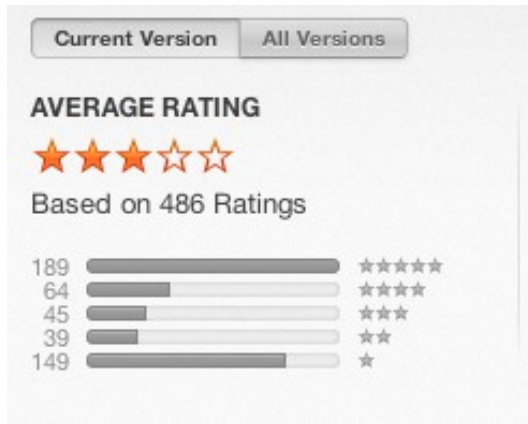 Current Version All Versions
AVERAGE RATING
Based on 486 Ratings
189
64
45
39
149